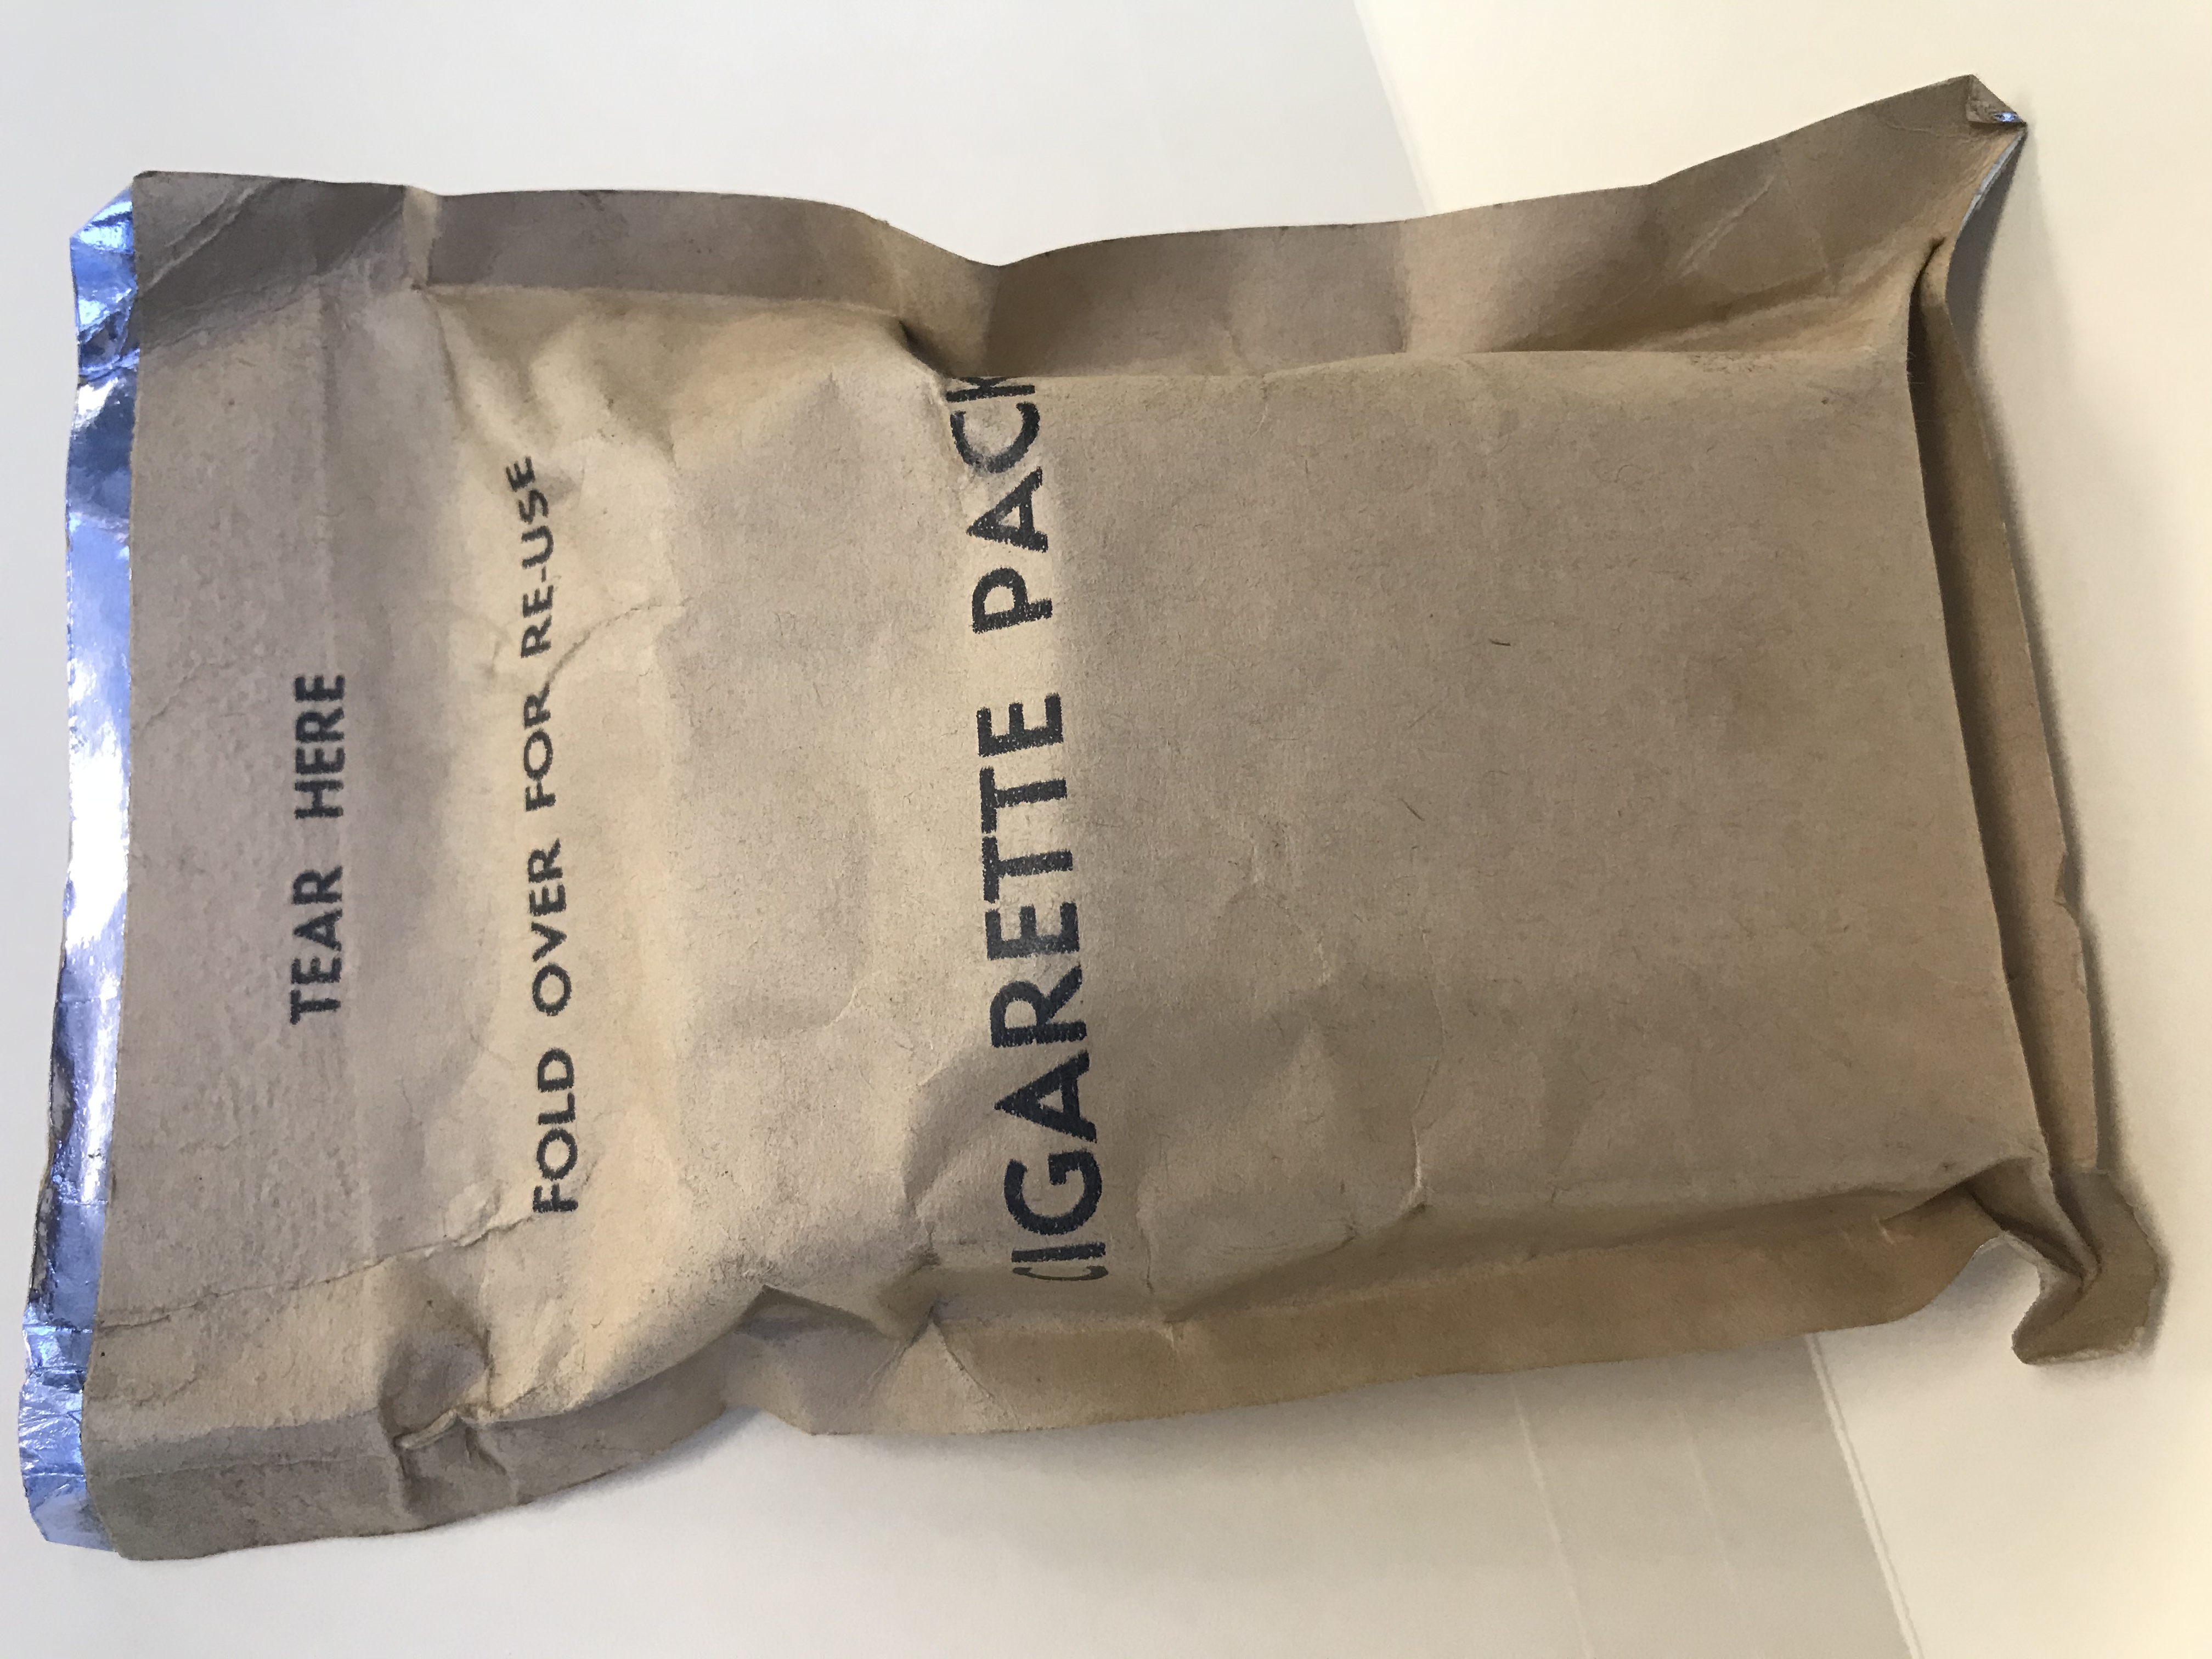 TEAR HERE
FOLD OVER FOR RE-USE
CIGARETTE PACK